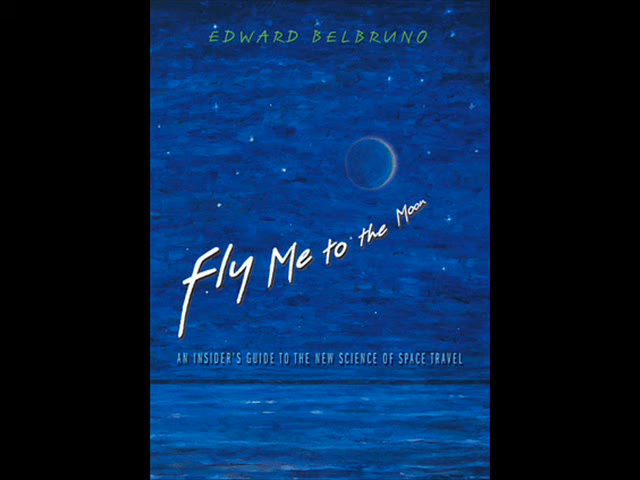 EDWARD BELBRUNO
Fly Me to the Moon
AN INSIDER'S GUIDE TO THE NEW SCIENCE OF SPACE TRAVEL